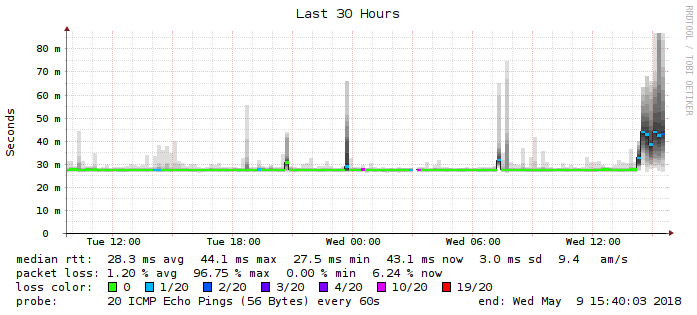 Last 30 Hours
RRDTOOL / TOBI OETIKER
Seconds
80 m
70 m
60 m
50 m
40 m
30 m
20 m
10 m
0
Tue 12:00 Tue 18:00 Wed 00:00 Wed 06:00 Wed 12:00
median rtt: 28.3 ms avg 44.1 ms max 27.5 ms min 43.1 ms now 3.0 ms sd 9.4 am/s
packet loss: 1.20 % avg 96.75 % max 0.00 % min 6.24 % now
loss color: 0 1/20 2/20 3/20 4/20 10/20 19/20
probe: 20 ICMP Echo Pings (56 Bytes) every 60s end: Wed May 9 15:40:03 2018